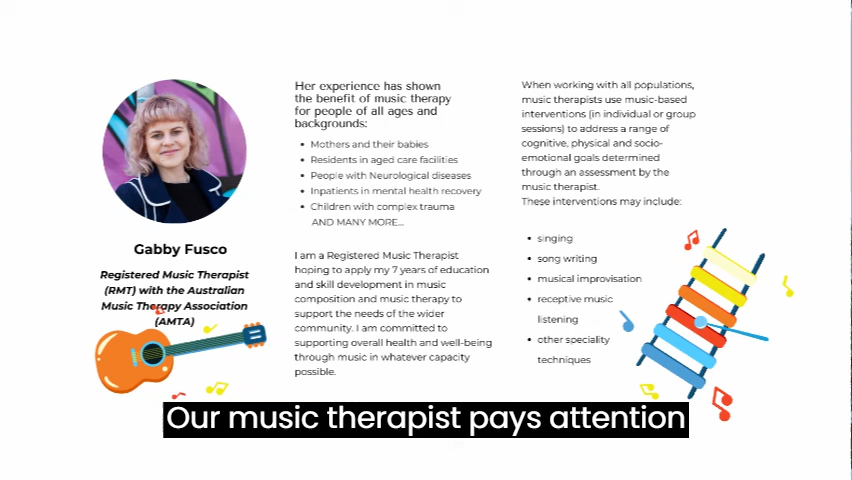 Gabby Fusco
Registered Music Therapist
(RMT) with the Australian
Music Therapy Association
(AMTA)
Her experience has shown
the benefit of music therapy
for people of all ages and
backgrounds:
• Mothers and their babies
• Residents in aged care facilities
• People with Neurological diseases
• Inpatients in mental health recovery
• Children with complex trauma
AND MANY MORE...
I am a Registered Music Therapist
hoping to apply my 7 years of education
and skill development in music
composition and music therapy to
support the needs of the wider
community. I am committed to
supporting overall health and well-being
through music in whatever capacity
possible.
When working with all populations,
music therapists use music-based
interventions (in individual or group
sessions) to address a range of
cognitive, physical and socio-
emotional goals determined
through an assessment by the
music therapist.
These interventions may include:
• singing
• song writing
• musical improvisation
• receptive music
listening
• other speciality
techniques
Our music therapist pays attention